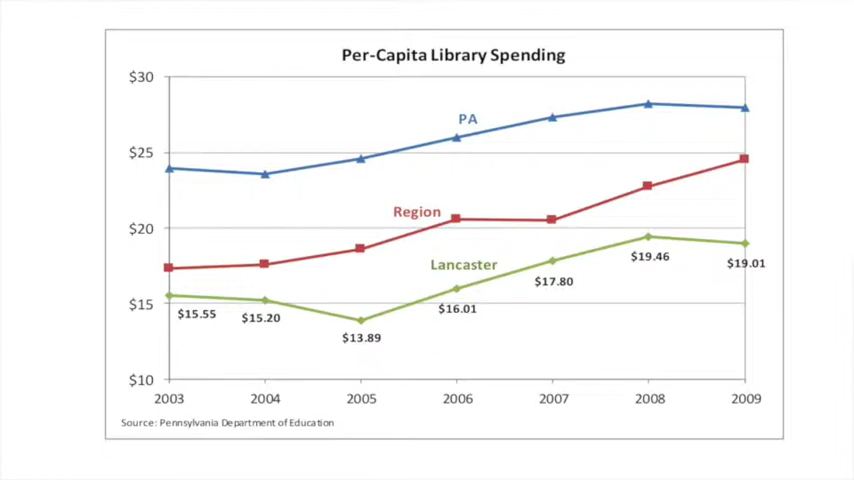 Per-Capita Library Spending
$30
PA
$25
Region
$20
Lancaster
$19.46
$19.01
$17.80
$15
$15.55
$15.20
$16.01
$13.89
$10
2003 2004 2005 2006 2007 2008 2009
Source: Pennsylvania Department of Education